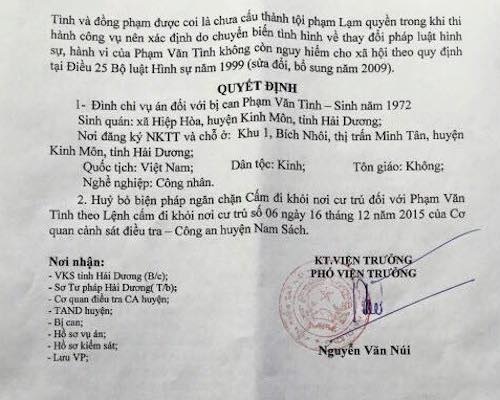 Tình và đồng phạm được coi là chưa cấu thành tội phạm Lạm quyền trong khi thi
hành công vụ nên xác định do chuyển biến tình hình về thay đổi pháp luật hình
sự, hành vi của Phạm Văn Tình không còn nguy hiểm cho xã hội theo quy định
tại Điều 25 Bộ luật Hình sự năm 1999 (sửa đổi, bổ sung năm 2009).
QUYẾT ĐỊNH
1- Đình chỉ vụ án đối với bị can Phạm Văn Tình – Sinh năm 1972
Sinh quán: xã Hiệp Hòa, huyện Kinh Môn, tỉnh Hải Dương;
Nơi đăng ký NKTT và chỗ ở: Khu 1, Bích Nhôi, thị trấn Minh Tân, huyện
Kinh Môn, tỉnh Hải Dương;
Quốc tịch: Việt Nam; Dân tộc: Kinh; Tôn giáo: Không;
Nghề nghiệp: Công nhân.
2. Huỷ bỏ biện pháp ngăn chặn Cấm đi khỏi nơi cư trú đối với Phạm Văn
Tình theo Lệnh cấm đi khỏi nơi cư trú số 06 ngày 16 tháng 12 năm 2015 của Cơ
quan cảnh sát điều tra – Công an huyện Nam Sách.
Nơi nhận:
- VKS tỉnh Hải Dương (B/c);
- Sở Tư pháp Hải Dương( T/b);
- Cơ quan điều tra CA huyện;
- TAND huyện;
- Bị can;
- Hồ sơ vụ án;
- Hồ sơ kiểm sát;
- Lưu VP;
KT.VIỆN TRƯỞNG
PHÓ VIỆN TRƯỞNG
Nguyễn Văn Núi